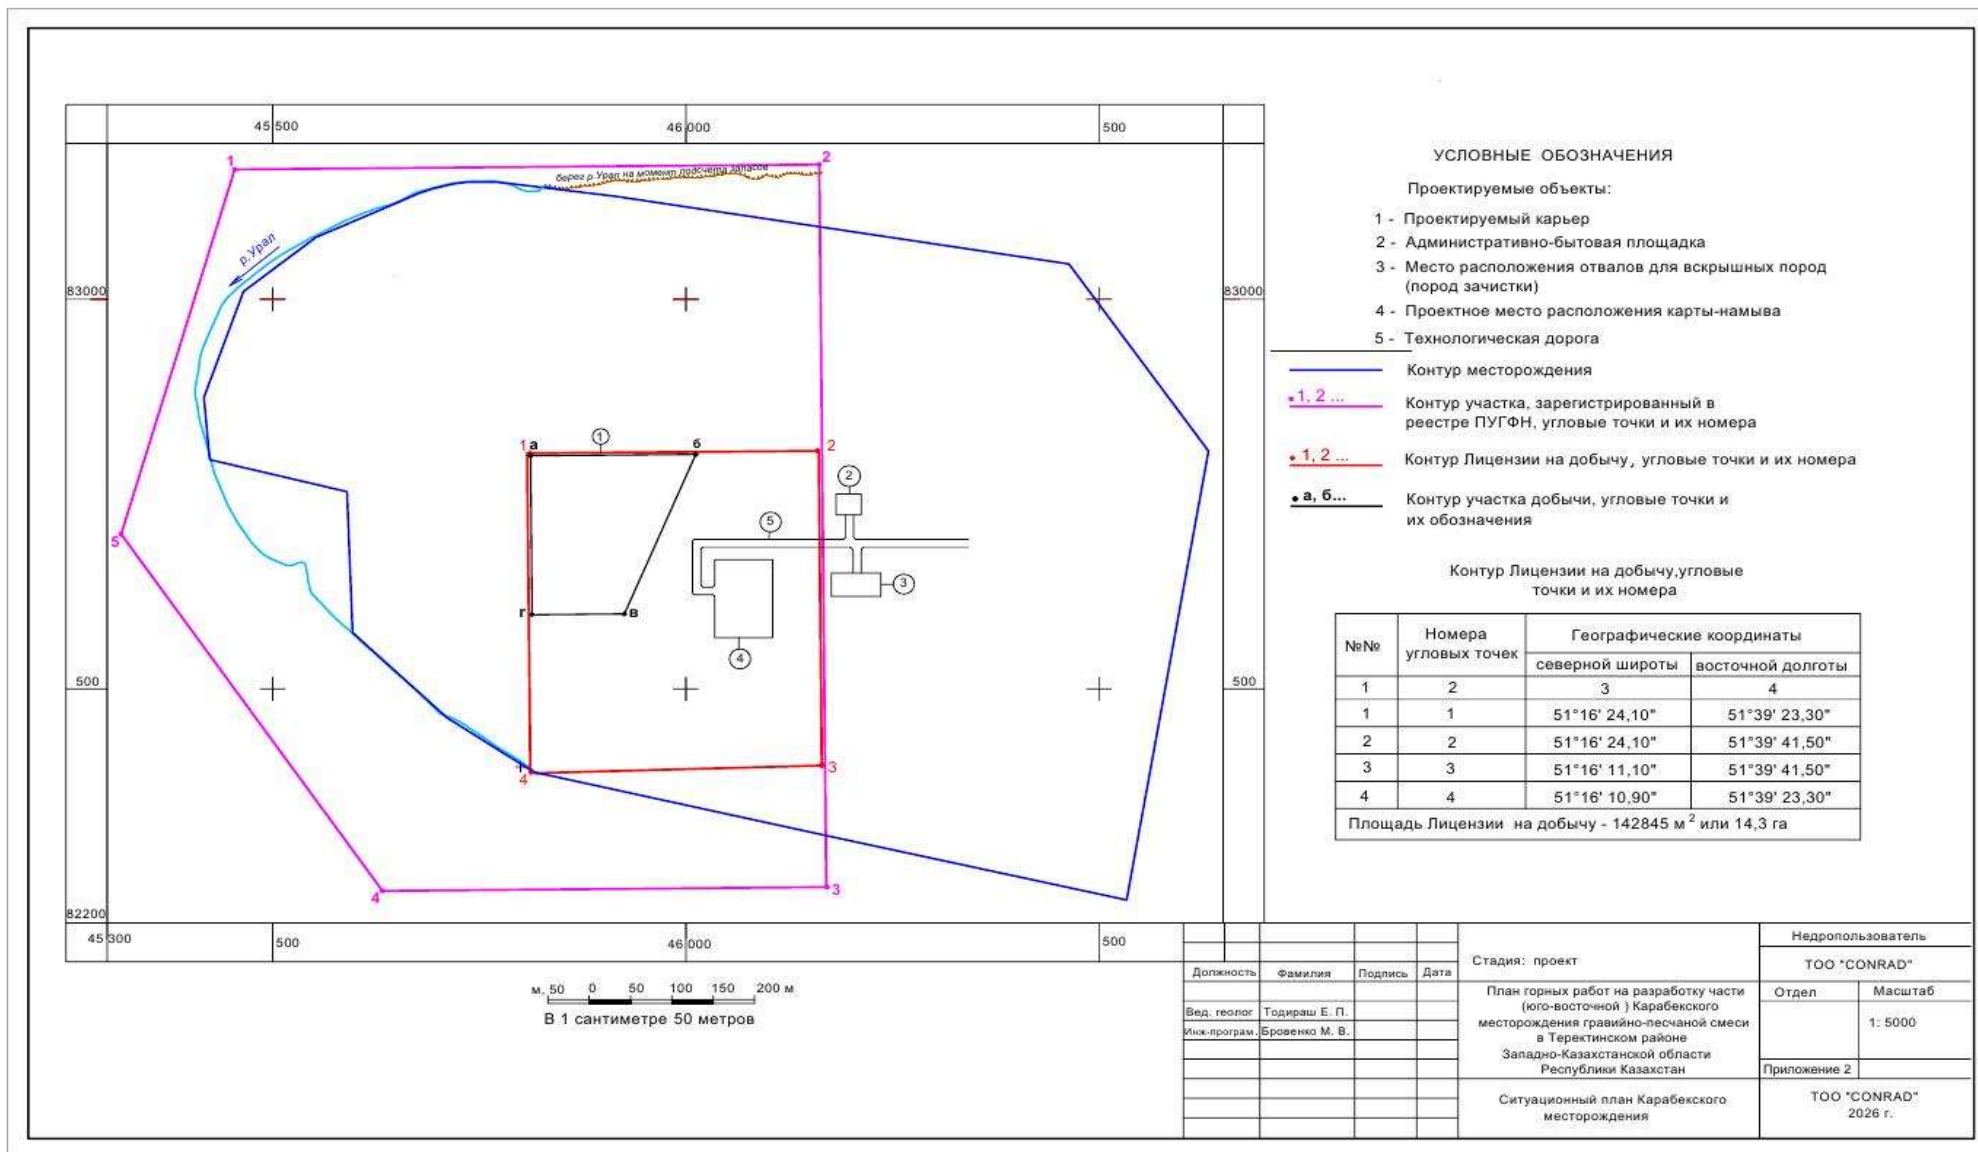 45 500
46 000
500
1
2
берег р. Урал на момент подсчета запасов
р.Урал
83000
83000
1
а
1
б
2
2
5
5
3
г
в
4
500
500
4
3
4
3
82200
45 300
500
46 000
500
м. 50 0 50 100 150 200 м
В 1 сантиметре 50 метров
УСЛОВНЫЕ ОБОЗНАЧЕНИЯ
Проектируемые объекты:
1 - Проектируемый карьер
2 - Административно-бытовая площадка
3 - Место расположения отвалов для вскрышных пород
(пород зачистки)
4 - Проектное место расположения карты-намыва
5 - Технологическая дорога
Контур месторождения
1, 2 ...
Контур участка, зарегистрированный в
реестре ПУГФН, угловые точки и их номера
1, 2 ...
Контур Лицензии на добычу, угловые точки и их номера
а, б...
Контур участка добычи, угловые точки и
их обозначения
Контур Лицензии на добычу,угловые
точки и их номера
№№ Номера угловых точек Географические координаты
северной широты восточной долготы
1 2 3 4
1 1 51°16' 24,10" 51°39' 23,30"
2 2 51°16' 24,10" 51°39' 41,50"
3 3 51°16' 11,10" 51°39' 41,50"
4 4 51°16' 10,90" 51°39' 23,30"
Площадь Лицензии на добычу - 142845 м² или 14,3 га
Должность Фамилия Подпись Дата
Вед. геолог Тодираш Е. П.
Инж-програм. Бровенко М. В.
Стадия: проект
План горных работ на разработку части
(юго-восточной ) Карабекского
месторождения гравийно-песчаной смеси
в Теректинском районе
Западно-Казахстанской области
Республики Казахстан
Ситуационный план Карабекского
месторождения
Недропользователь
ТОО "CONRAD"
Отдел Масштаб
1: 5000
Приложение 2
ТОО "CONRAD"
2026 г.